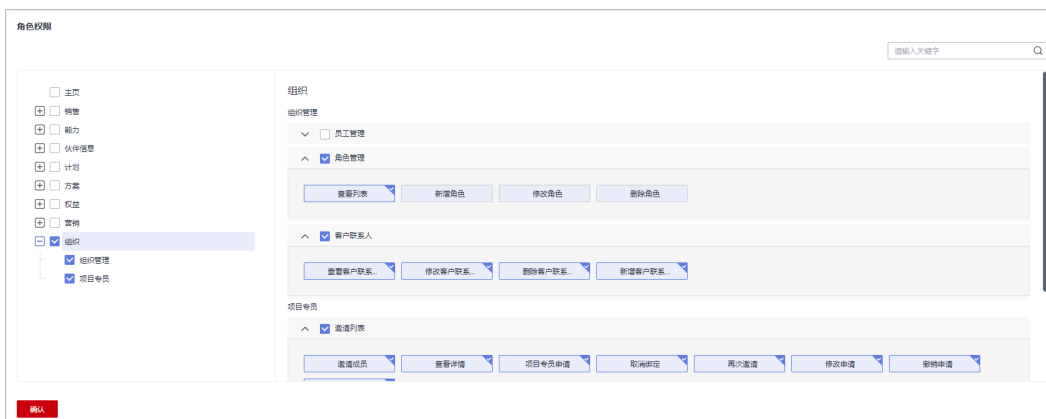 角色权限
请输入关键字
主页
销售
能力
伙伴信息
计划
方案
权益
营销
组织
组织管理
项目专员
组织
组织管理
员工管理
角色管理
查看列表 新增角色 修改角色 删除角色
客户联系人
查看客户联系... 修改客户联系... 删除客户联系... 新增客户联系...
项目专员
邀请列表
邀请成员 查看详情 项目专员申请 取消绑定 再次邀请 修改申请 撤销申请
确认